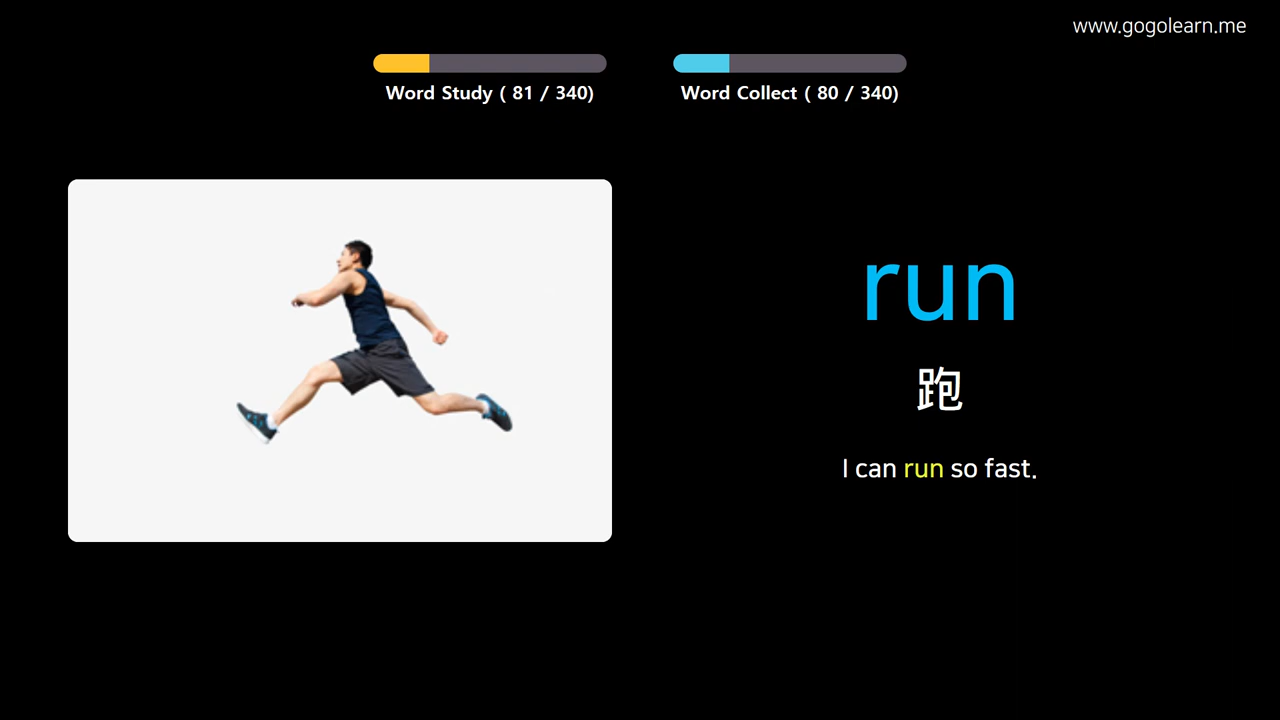 www.gogolearn.me
Word Study ( 81 / 340)
Word Collect ( 80 / 340)
run
跑
I can run so fast.